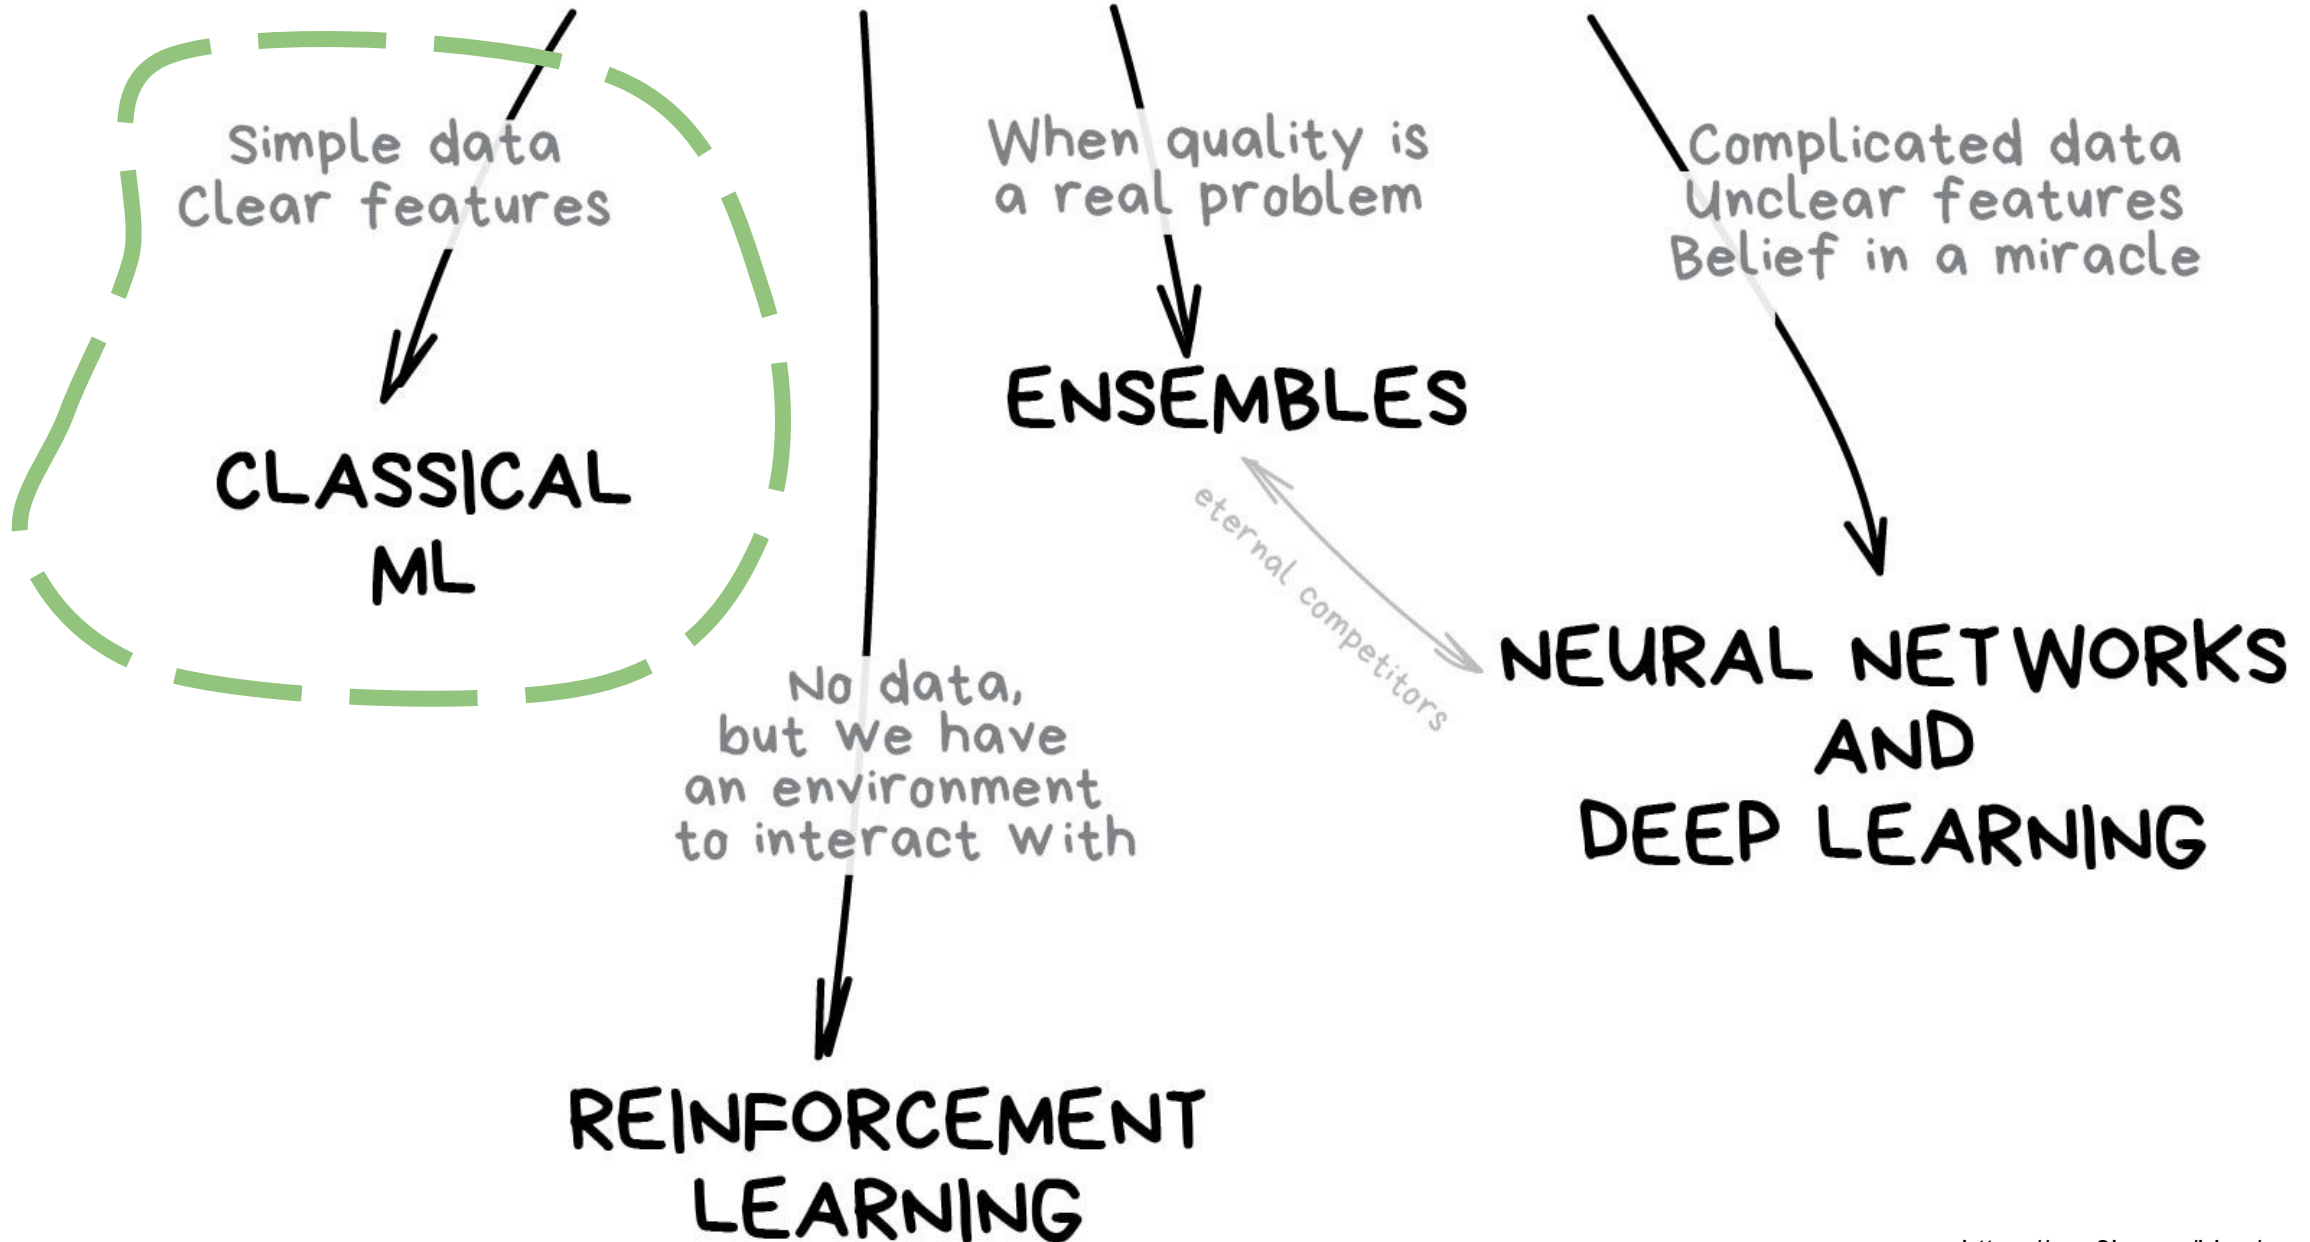 Simple data
Clear features
CLASSICAL
ML
No data,
but we have
an environment
to interact with
REINFORCEMENT
LEARNING
When quality is
a real problem
ENSEMBLES
eternal competitors
Complicated data
Unclear features
Belief in a miracle
NEURAL NETWORKS
AND
DEEP LEARNING